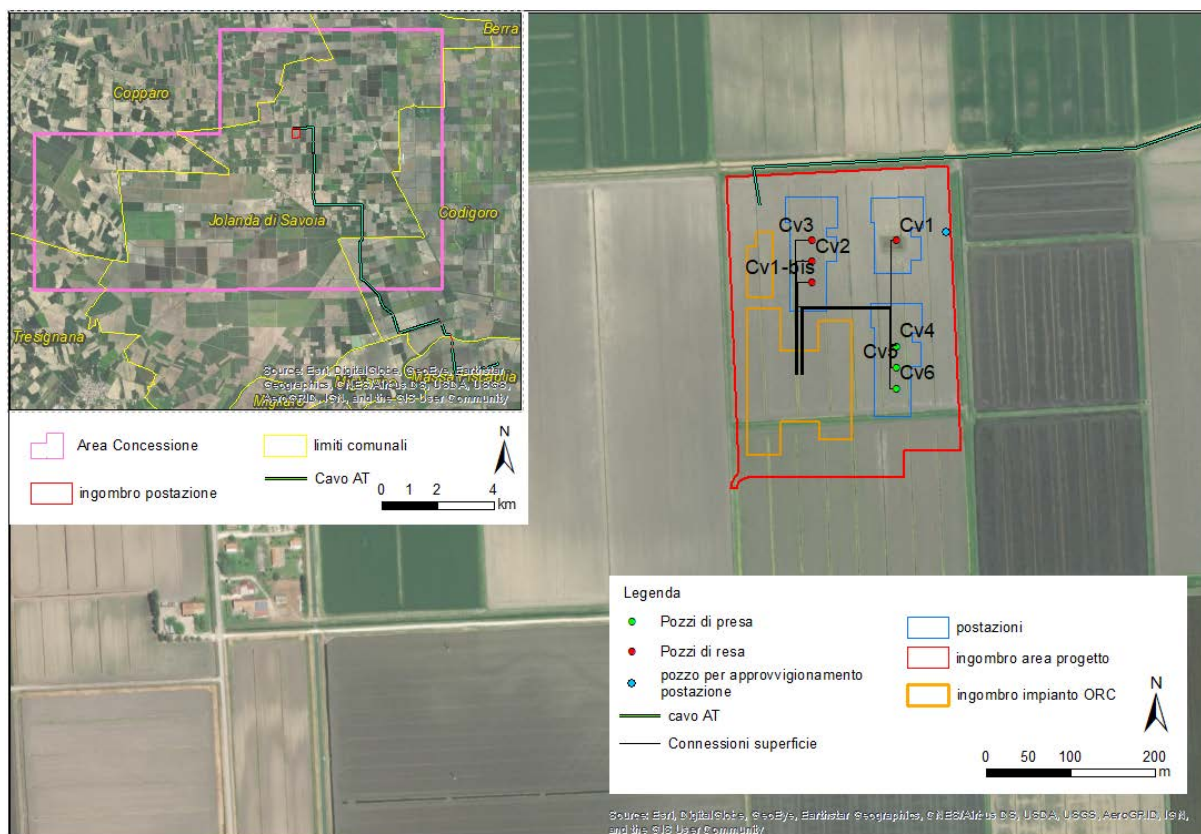 Berra
Copparo
Jolanda di Savoia
Codigoro
Tresignana
Source: Esri, DigitalGlobe, GeoEye, Earthstar
Geographics, CNES/Airbus DS, USDA, USGS,
AeroGRID, IGN, and the GIS User Community
Area Concessione
limiti comunali
N
ingombro postazione
Cavo AT
0 1 2 4
km
Cv3
Cv2
Cv1
Cv1-bis
Cv4
Cv5
Cv6
Legenda
Pozzi di presa
postazioni
Pozzi di resa
ingombro area progetto
pozzo per approvvigionamento
postazione
ingombro impianto ORC
N
cavo AT
Connessioni superficie
0 50 100 200
m
Source: Esri, DigitalGlobe, GeoEye, Earthstar Geographics, CNES/Airbus DS, USDA, USGS, AeroGRID, IGN,
and the GIS User Community